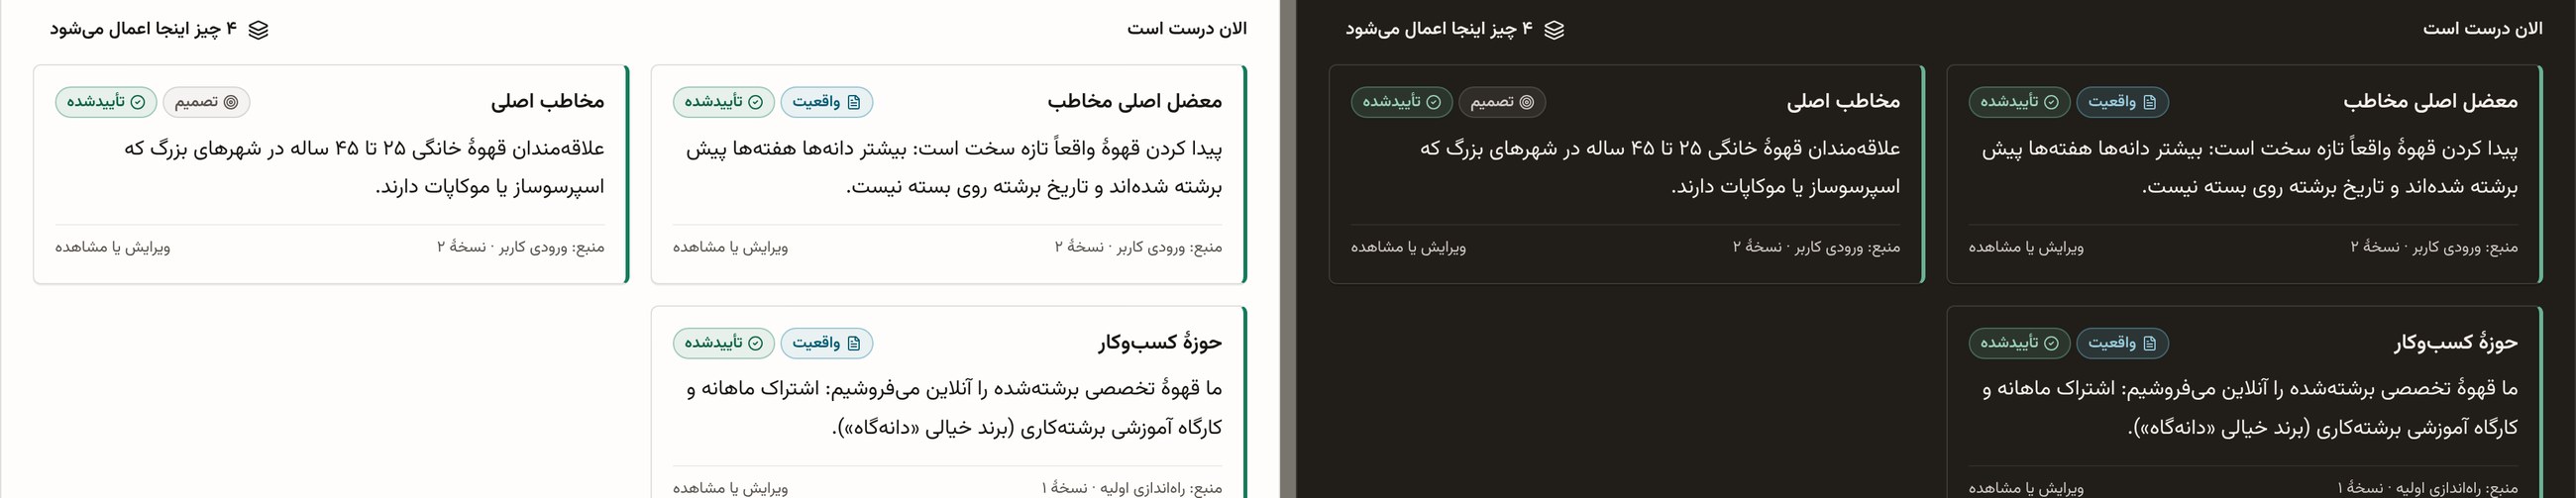 الان درست است
۴ چیز اینجا اعمال می‌شود
معضل اصلی مخاطب
واقعیت
تأییدشده
پیدا کردن قهوهٔ واقعاً تازه سخت است: بیشتر دانه‌ها هفته‌ها پیش
برشته شده‌اند و تاریخ برشته روی بسته نیست.
منبع: ورودی کاربر · نسخهٔ ۲
ویرایش یا مشاهده
مخاطب اصلی
تصمیم
تأییدشده
علاقه‌مندان قهوهٔ خانگی ۲۵ تا ۴۵ ساله در شهرهای بزرگ که
اسپرسوساز یا موکاپات دارند.
منبع: ورودی کاربر · نسخهٔ ۲
ویرایش یا مشاهده
حوزهٔ کسب‌وکار
واقعیت
تأییدشده
ما قهوهٔ تخصصی برشته‌شده را آنلاین می‌فروشیم: اشتراک ماهانه و
کارگاه آموزشی برشته‌کاری (برند خیالی «دانه‌گاه»).
منبع: راه‌اندازی اولیه · نسخهٔ ۱
ویرایش یا مشاهده
الان درست است
۴ چیز اینجا اعمال می‌شود
معضل اصلی مخاطب
واقعیت
تأییدشده
پیدا کردن قهوهٔ واقعاً تازه سخت است: بیشتر دانه‌ها هفته‌ها پیش
برشته شده‌اند و تاریخ برشته روی بسته نیست.
منبع: ورودی کاربر · نسخهٔ ۲
ویرایش یا مشاهده
مخاطب اصلی
تصمیم
تأییدشده
علاقه‌مندان قهوهٔ خانگی ۲۵ تا ۴۵ ساله در شهرهای بزرگ که
اسپرسوساز یا موکاپات دارند.
منبع: ورودی کاربر · نسخهٔ ۲
ویرایش یا مشاهده
حوزهٔ کسب‌وکار
واقعیت
تأییدشده
ما قهوهٔ تخصصی برشته‌شده را آنلاین می‌فروشیم: اشتراک ماهانه و
کارگاه آموزشی برشته‌کاری (برند خیالی «دانه‌گاه»).
منبع: راه‌اندازی اولیه · نسخهٔ ۱
ویرایش یا مشاهده